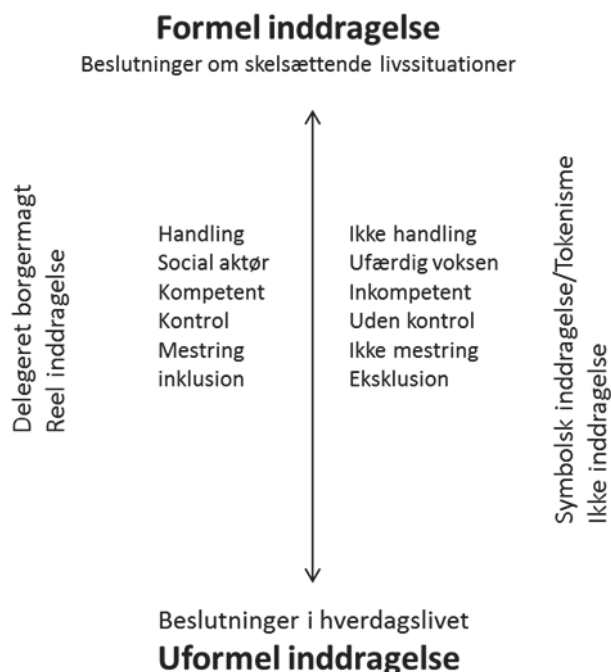 Formel inddragelse
Beslutninger om skelsættende livssituationer
Delegeret borgermagt
Reel inddragelse
Handling
Social aktør
Kompetent
Kontrol
Mestring
inklusion
Ikke handling
Ufærdig voksen
Inkompetent
Uden kontrol
Ikke mestring
Eksklusion
Symbolsk inddragelse/Tokenisme
Ikke inddragelse
Beslutninger i hverdagslivet
Uformel inddragelse